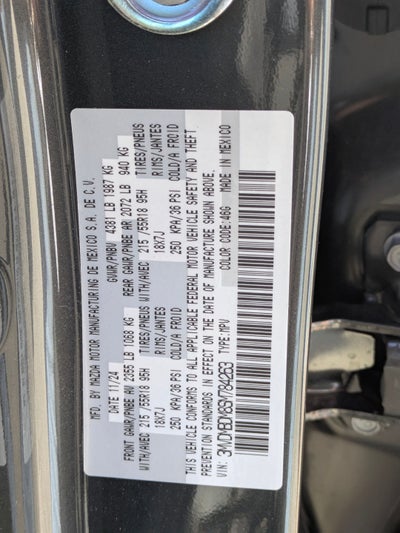 MFD. BY MAZDA MOTOR MANUFACTURING DE MEXICO S.A. DE C.V.
DATE 11/24 GVWR/PNBV 4381 LB 1987 KG
FRONT GAWR/PNBE AV 2355 LB 1068 KG REAR GAWR/PNBE AR 2072 LB 940 KG
WITH/AVEC 215 /55R18 95H TIRES/PNEUS WITH/AVEC 215 /55R18 95H TIRES/PNEUS
18X7J RIMS/JANTES 18X7J RIMS/JANTES
250 KPA/36 PSI COLD/A FROID 250 KPA/36 PSI COLD/A FROID
THIS VEHICLE CONFORMS TO ALL APPLICABLE FEDERAL MOTOR VEHICLE SAFETY AND THEFT
PREVENTION STANDARDS IN EFFECT ON THE DATE OF MANUFACTURE SHOWN ABOVE.
VIN: TYPE:MPV COLOR CODE:46G MADE IN MEXICO